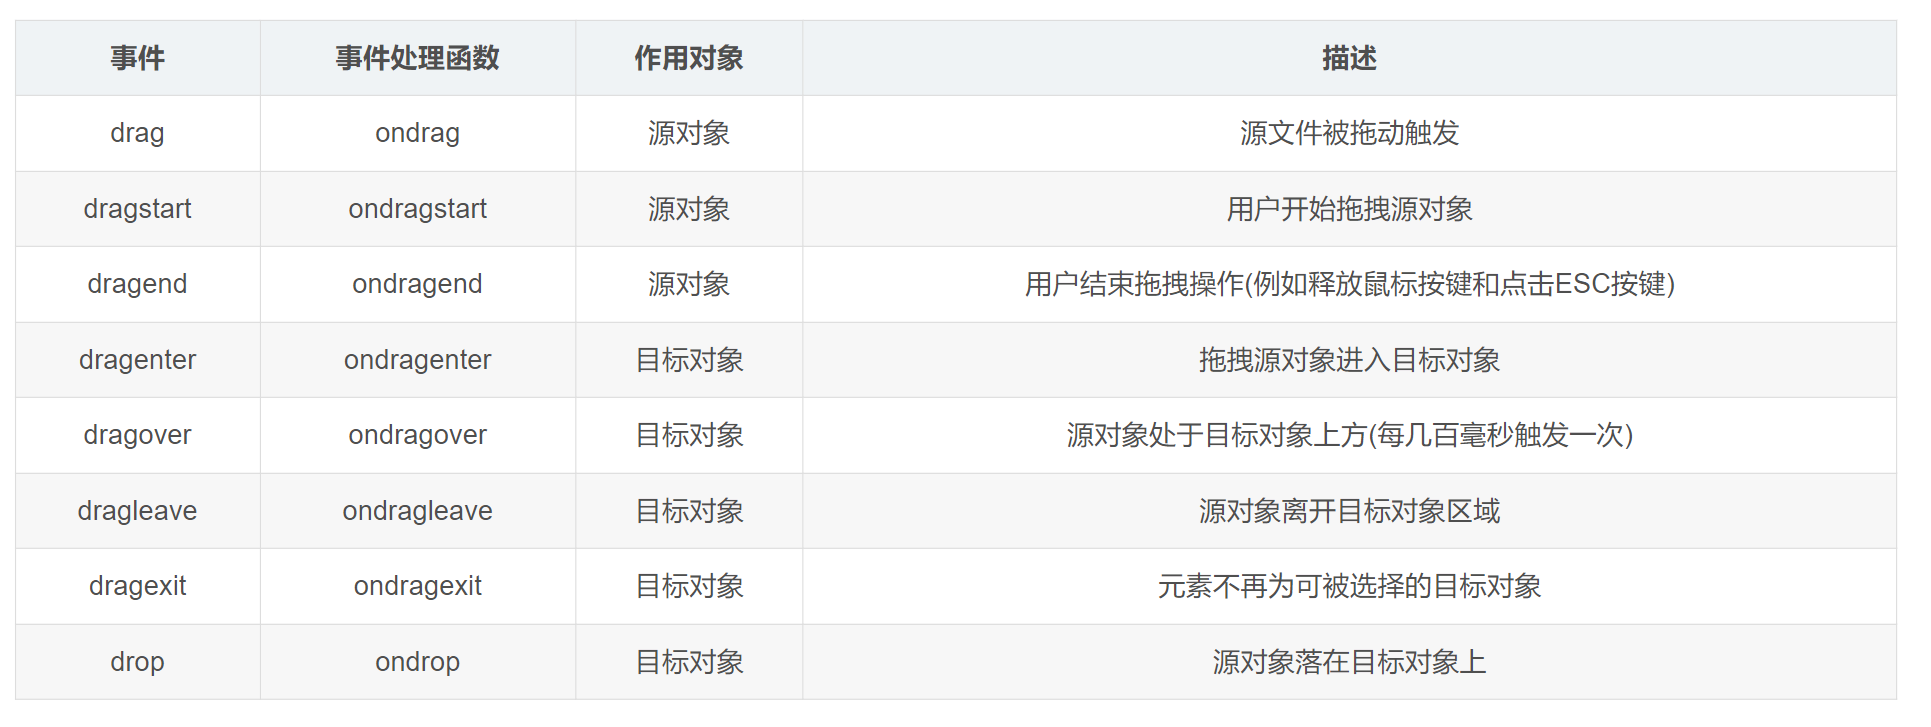 事件 事件处理函数 作用对象 描述
drag ondrag 源对象 源文件被拖动触发
dragstart ondragstart 源对象 用户开始拖拽源对象
dragend ondragend 源对象 用户结束拖拽操作(例如释放鼠标按键和点击ESC按键)
dragenter ondragenter 目标对象 拖拽源对象进入目标对象
dragover ondragover 目标对象 源对象处于目标对象上方(每几百毫秒触发一次)
dragleave ondragleave 目标对象 源对象离开目标对象区域
dragexit ondragexit 目标对象 元素不再为可被选择的目标对象
drop ondrop 目标对象 源对象落在目标对象上